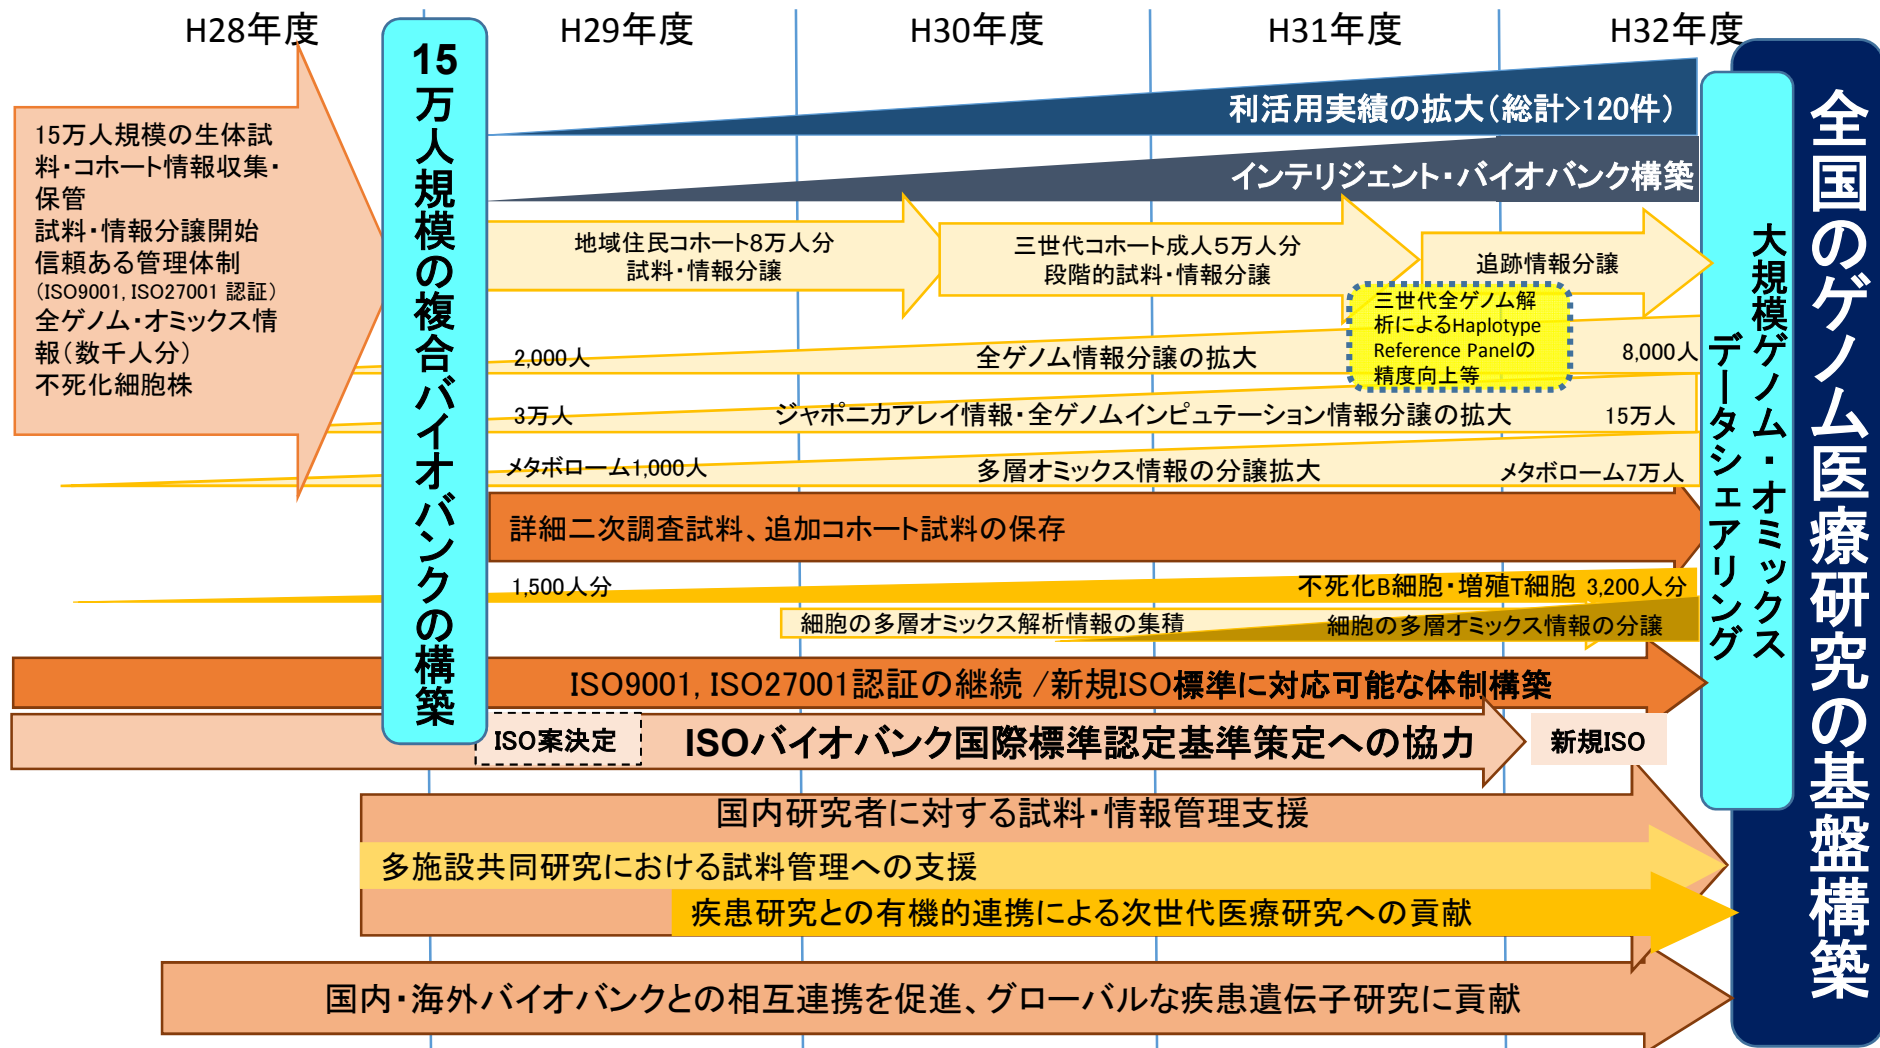 H28年度
H29年度
H30年度
H31年度
H32年度
15万人規模の生体試
料・コホート情報収集・
保管
試料・情報分譲開始
信頼ある管理体制
(ISO9001, ISO27001 認証)
全ゲノム・オミックス情
報(数千人分)
不死化細胞株
15万人規模の複合バイオバンクの構築
利活用実績の拡大(総計>120件)
インテリジェント・バイオバンク構築
地域住民コホート8万人分
試料・情報分譲
三世代コホート成人5万人分
段階的試料・情報分譲
追跡情報分譲
三世代全ゲノム解
析によるHaplotype
Reference Panelの
精度向上等
2,000人
全ゲノム情報分譲の拡大
8,000人
3万人
ジャポニカアレイ情報・全ゲノムインピュテーション情報分譲の拡大
15万人
メタボローム1,000人
多層オミックス情報の分譲拡大
メタボローム7万人
詳細二次調査試料、追加コホート試料の保存
1,500人分
不死化B細胞・増殖T細胞 3,200人分
細胞の多層オミックス解析情報の集積
細胞の多層オミックス情報の分譲
ISO9001, ISO27001認証の継続 /新規ISO標準に対応可能な体制構築
ISO案決定
ISOバイオバンク国際標準認定基準策定への協力
新規ISO
国内研究者に対する試料・情報管理支援
多施設共同研究における試料管理への支援
疾患研究との有機的連携による次世代医療研究への貢献
国内・海外バイオバンクとの相互連携を促進、グローバルな疾患遺伝子研究に貢献
大規模ゲノム・オミックス
データシェアリング
全国のゲノム医療研究の基盤構築